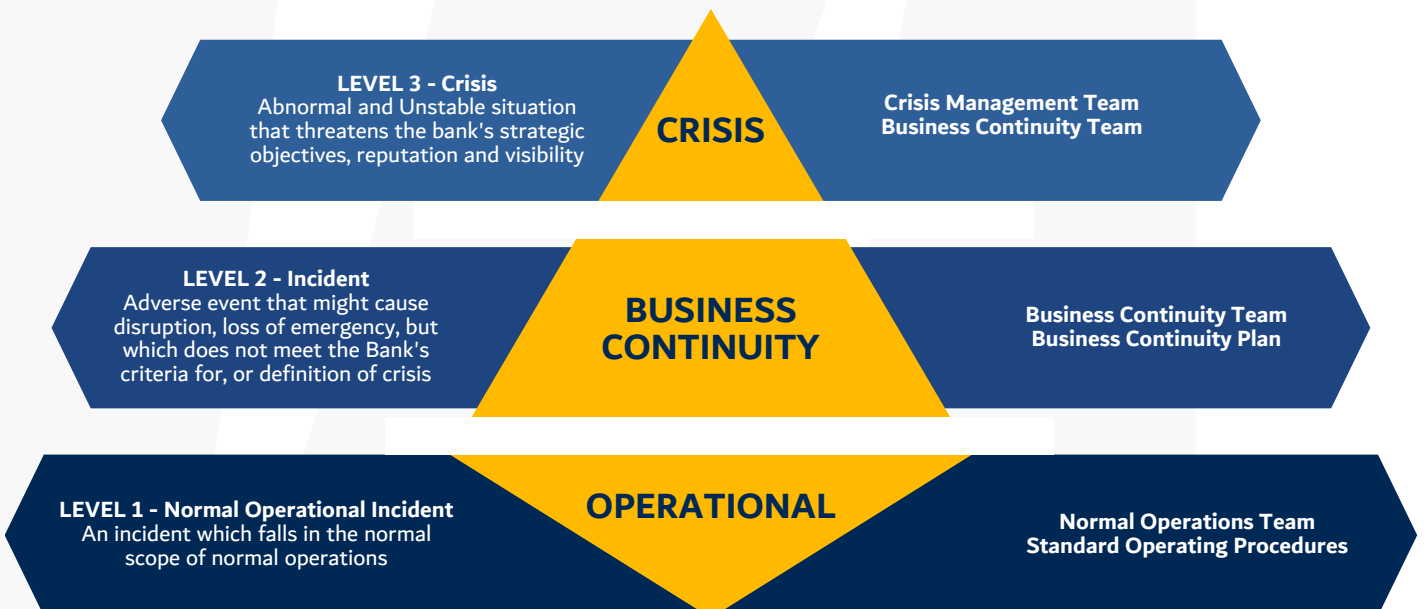 LEVEL 3 - Crisis
Abnormal and Unstable situation
that threatens the bank's strategic
objectives, reputation and visibility
CRISIS
Crisis Management Team
Business Continuity Team
LEVEL 2 - Incident
Adverse event that might cause
disruption, loss of emergency, but
which does not meet the Bank's
criteria for, or definition of crisis
BUSINESS
CONTINUITY
Business Continuity Team
Business Continuity Plan
LEVEL 1 - Normal Operational Incident
An incident which falls in the normal
scope of normal operations
OPERATIONAL
Normal Operations Team
Standard Operating Procedures